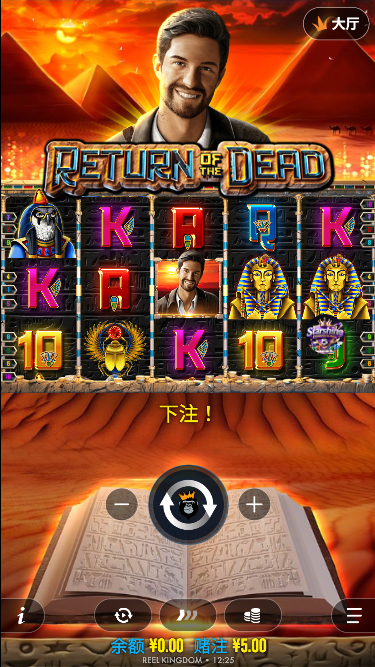 大厅
RETURN OF THE DEAD
K A K
K A
10 K 10 J
Starshine
下注！
余额 ¥0.00 赌注 ¥5.00
REEL KINGDOM • 12:25